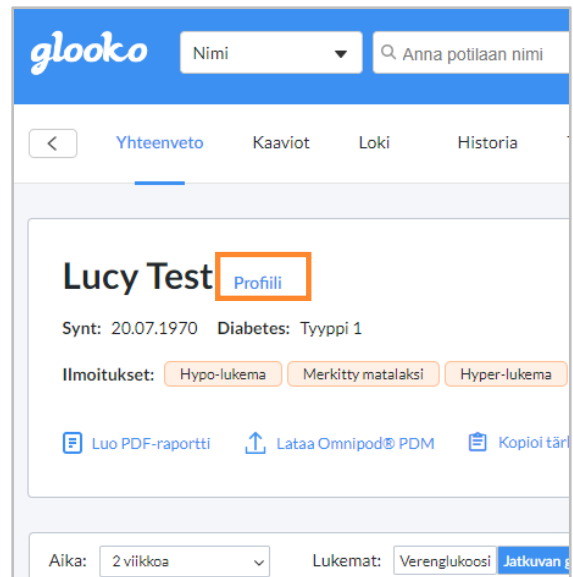 glooko Nimi Anna potilaan nimi
Yhteenveto Kaaviot Loki Historia
Lucy Test Profiili
Synt: 20.07.1970 Diabetes: Tyyppi 1
Ilmoitukset: Hypo-lukema Merkitty matalaksi Hyper-lukema
Luo PDF-raportti Lataa Omnipod® PDM Kopioi tärk
Aika: 2 viikkoa Lukemat: Verenglukoosi Jatkuvan g